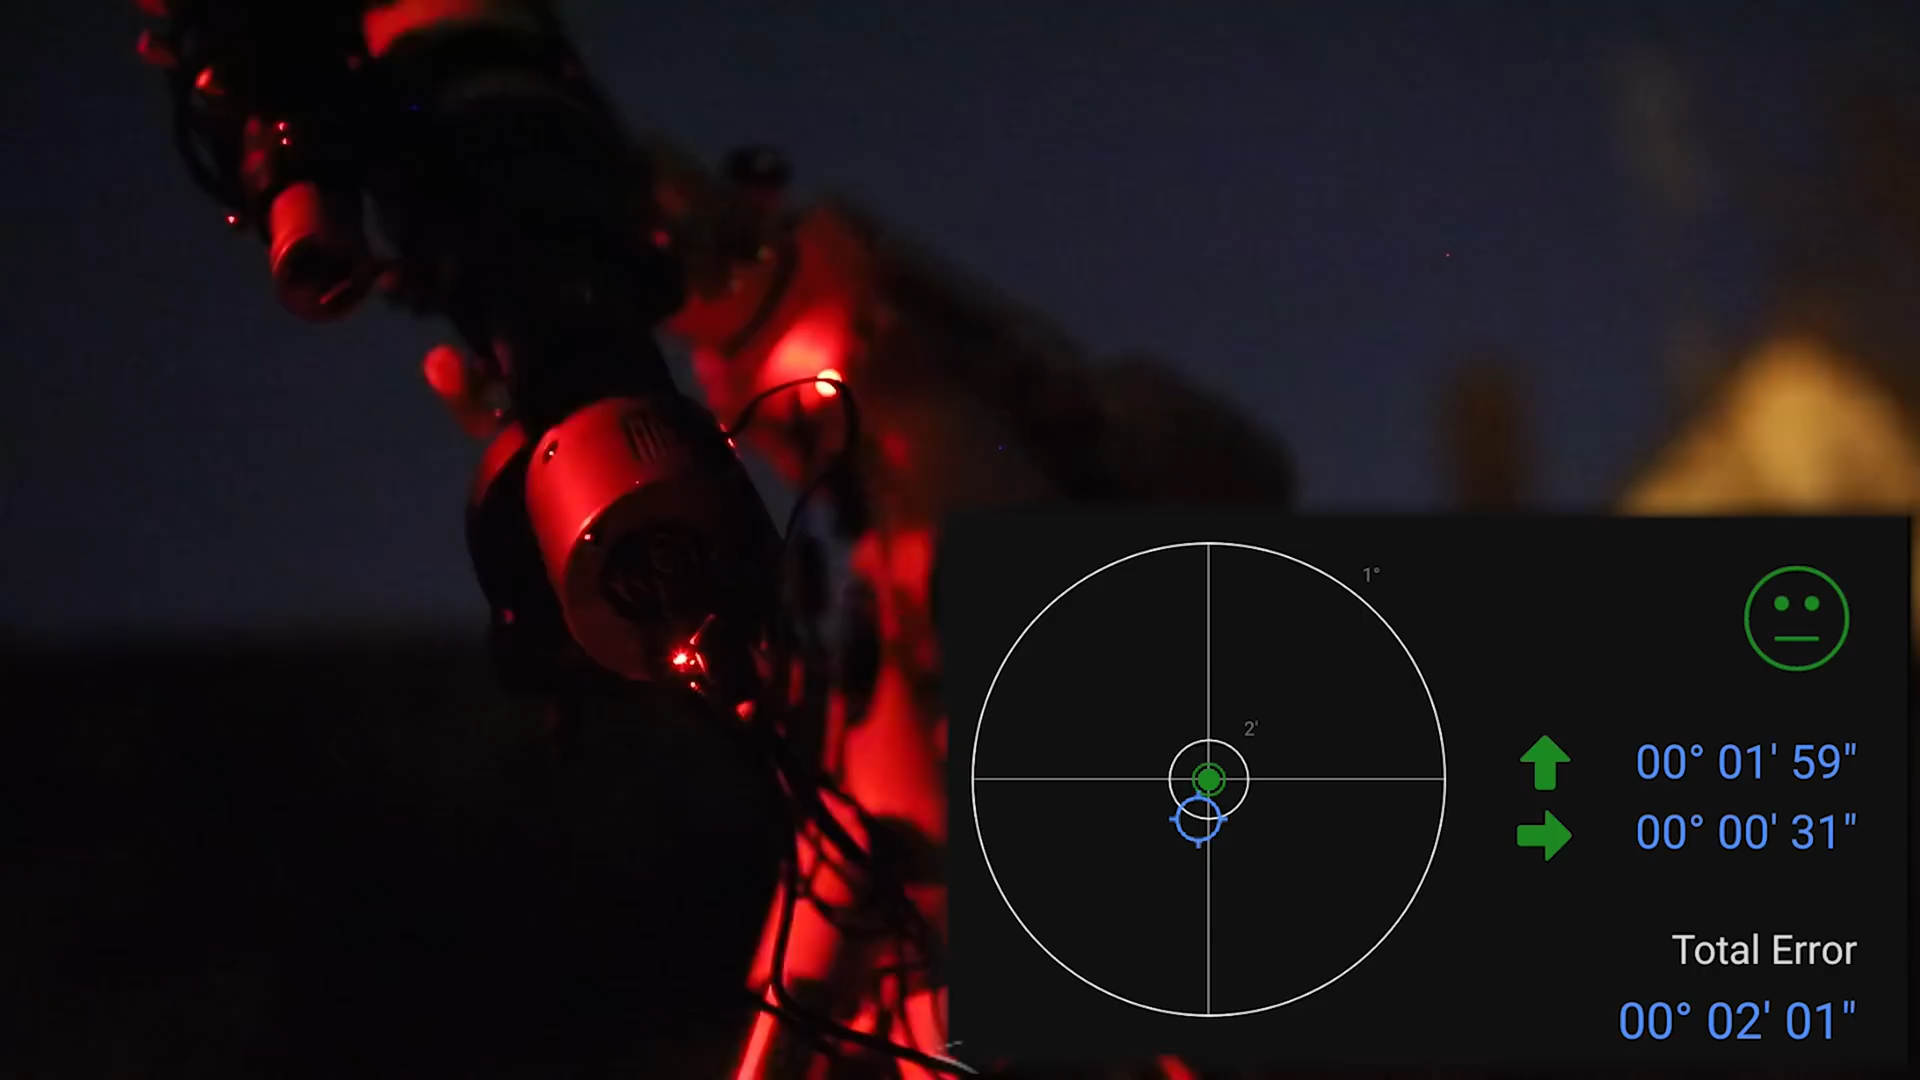 1°
2'
00° 01' 59"
00° 00' 31"
Total Error
00° 02' 01"